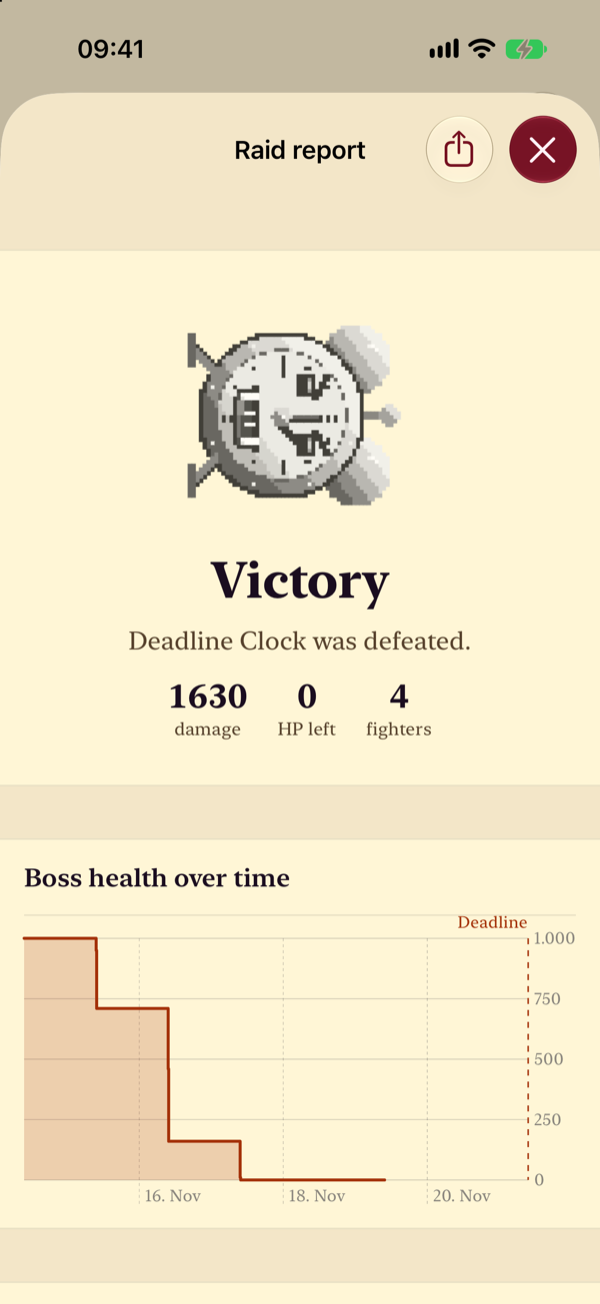 09:41
Raid report
Victory
Deadline Clock was defeated.
1630 0 4
damage HP left fighters
Boss health over time
Deadline
1.000
750
500
250
0
16. Nov 18. Nov 20. Nov